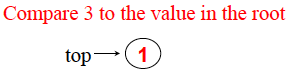 Compare 3 to the value in the root
top 1